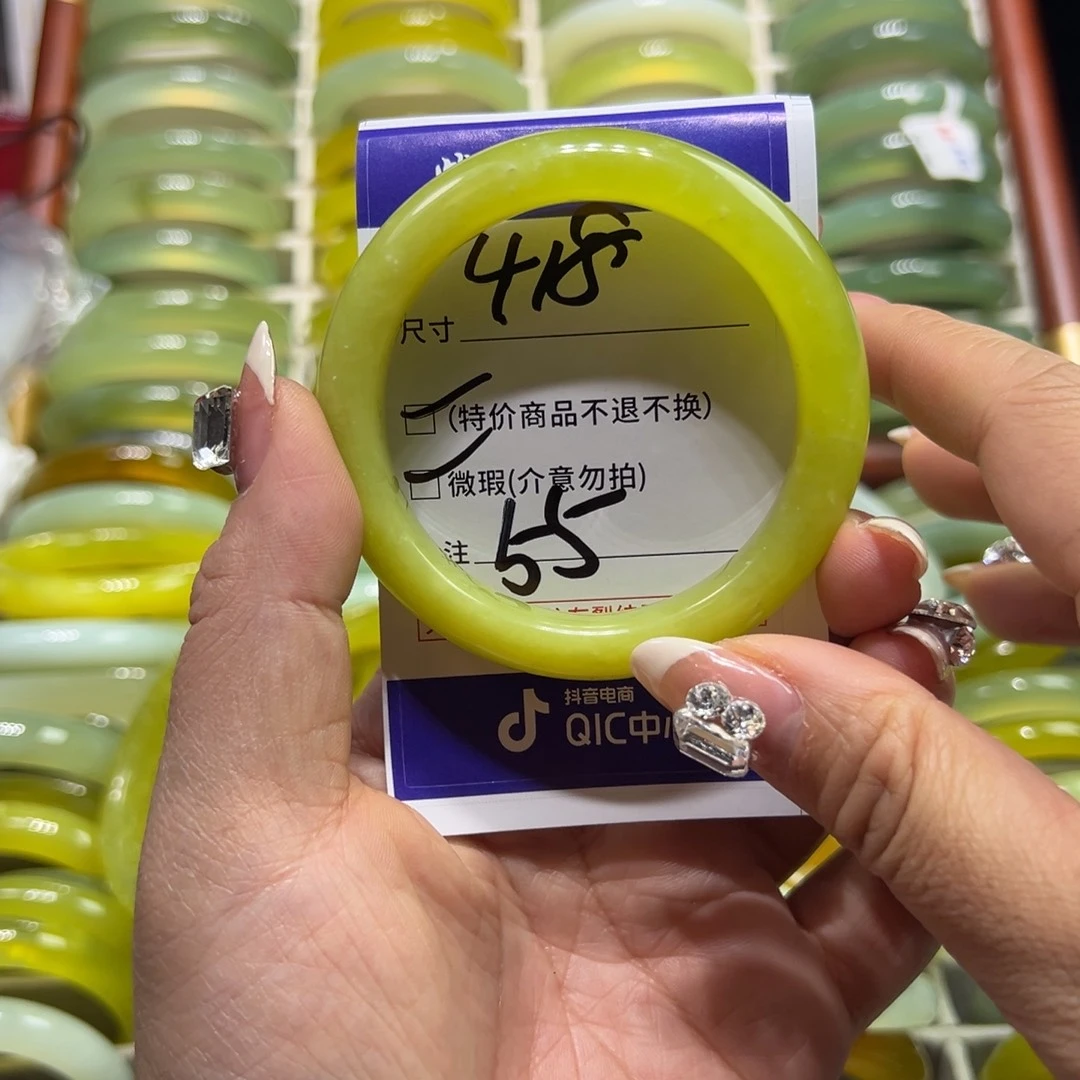 418
尺寸
(特价商品不退不换)
微瑕(介意勿拍)
注 55
抖音电商
QIC中